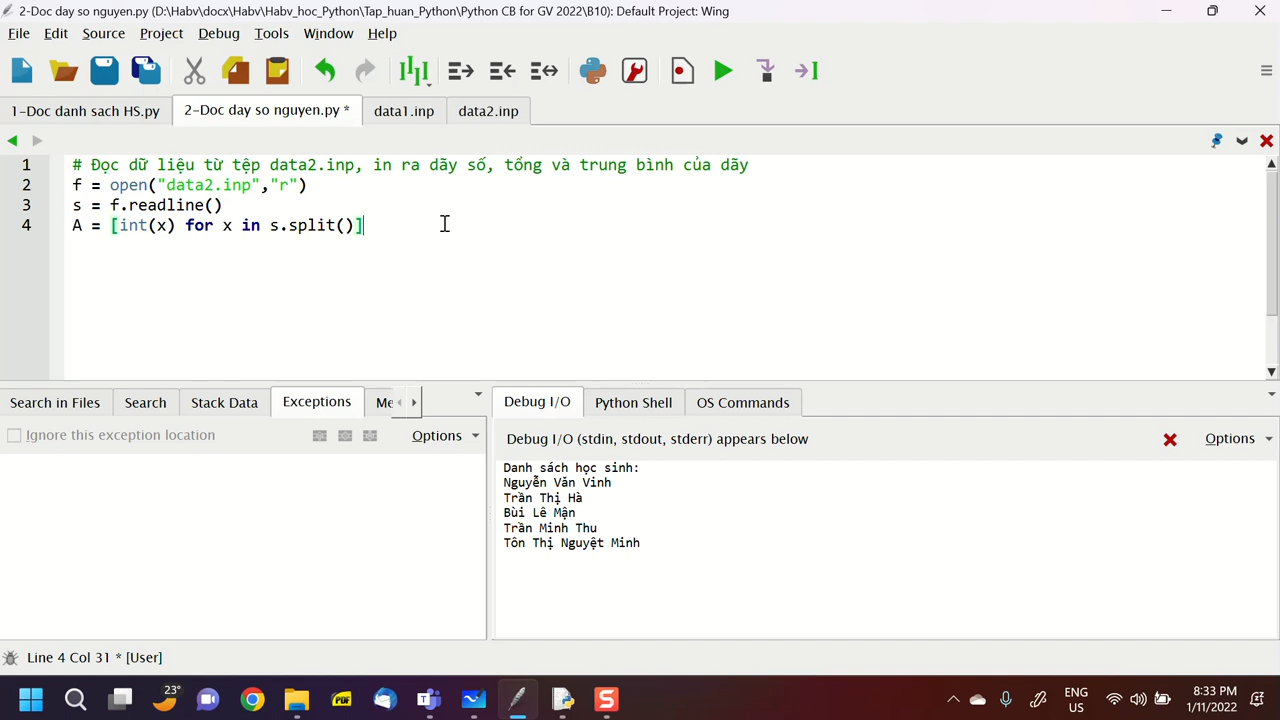 2-Doc day so nguyen.py (D:\Habv\docx\Habv\Habv_hoc_Python\Tap_huan_Python\Python CB for GV 2022\B10): Default Project: Wing
File Edit Source Project Debug Tools Window Help
1-Doc danh sach HS.py 2-Doc day so nguyen.py * data1.inp data2.inp
1 # Đọc dữ liệu từ tệp data2.inp, in ra dãy số, tổng và trung bình của dãy
2 f = open("data2.inp","r")
3 s = f.readline()
4 A = [int(x) for x in s.split()]
Search in Files Search Stack Data Exceptions Debug I/O Python Shell OS Commands
Ignore this exception location Options Debug I/O (stdin, stdout, stderr) appears below Options
Danh sách học sinh:
Nguyễn Văn Vinh
Trần Thị Hà
Bùi Lê Mận
Trần Minh Thu
Tôn Thị Nguyệt Minh
Line 4 Col 31 * [User]
23°
PDF
ENG
US
8:33 PM
1/11/2022